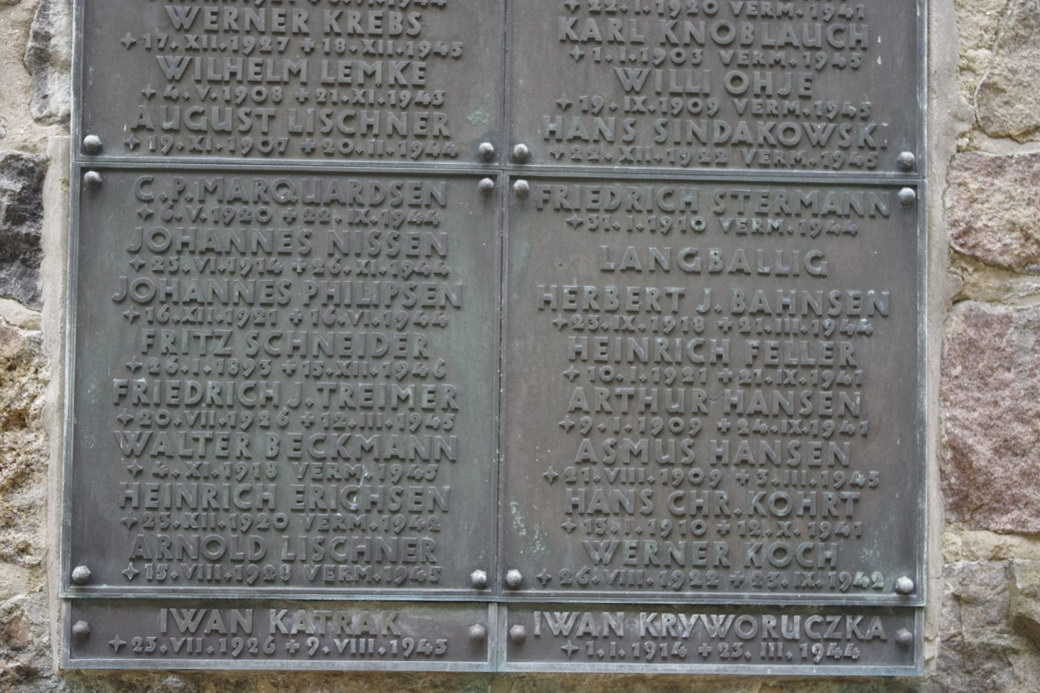 WERNER KREBS
+17.XII.1927 +18.XII.1945
WILHELM LEMKE
+4.V.1908 +21.XI.1943
AUGUST LISCHNER
+19.XI.1907 +20.II.1944
C.P. MARQUARDSEN
+6.V.1920 +22.IX.1944
JOHANNES NISSEN
+23.VI.1914 +26.XI.1944
JOHANNES PHILIPSEN
+16.XII.1921 +16.VI.1944
FRITZ SCHNEIDER
+26.I.1893 +15.XII.1946
FRIEDRICH J. TREIMER
+20.VII.1926 +12.III.1945
WALTER BECKMANN
+4.XI.1918 VERM.1945
HEINRICH ERICHSEN
+23.XII.1920 VERM.1942
ARNOLD LISCHNER
+15.VIII.1928 VERM.1945
IWAN KATRAK
+23.VII.1926 +9.VIII.1943
+22.I.1920 VERM.1941
KARL KNOBLAUCH
+1.I.1903 VERM.1945
WILLI OHJE
+19.IX.1909 VERM.1945
HANS SINDAKOWSKI
+22.XII.1922 VERM.1942
FRIEDRICH STERMANN
+31.I.1910 VERM.1944
LANGBALLIG
HERBERT J. BAHNSEN
+23.IX.1918 +21.III.1944
HEINRICH FELLER
+10.I.1921 +21.IX.1941
ARTHUR HANSEN
+9.I.1909 +24.IX.1941
ASMUS HANSEN
+21.VIII.1909 +3.III.1945
HANS CHR. KOHRT
+13.I.1910 +12.X.1941
WERNER KOCH
+26.VIII.1922 +23.IX.1942
IWAN KRYWORUCZKA
+1.I.1914 +23.III.1944